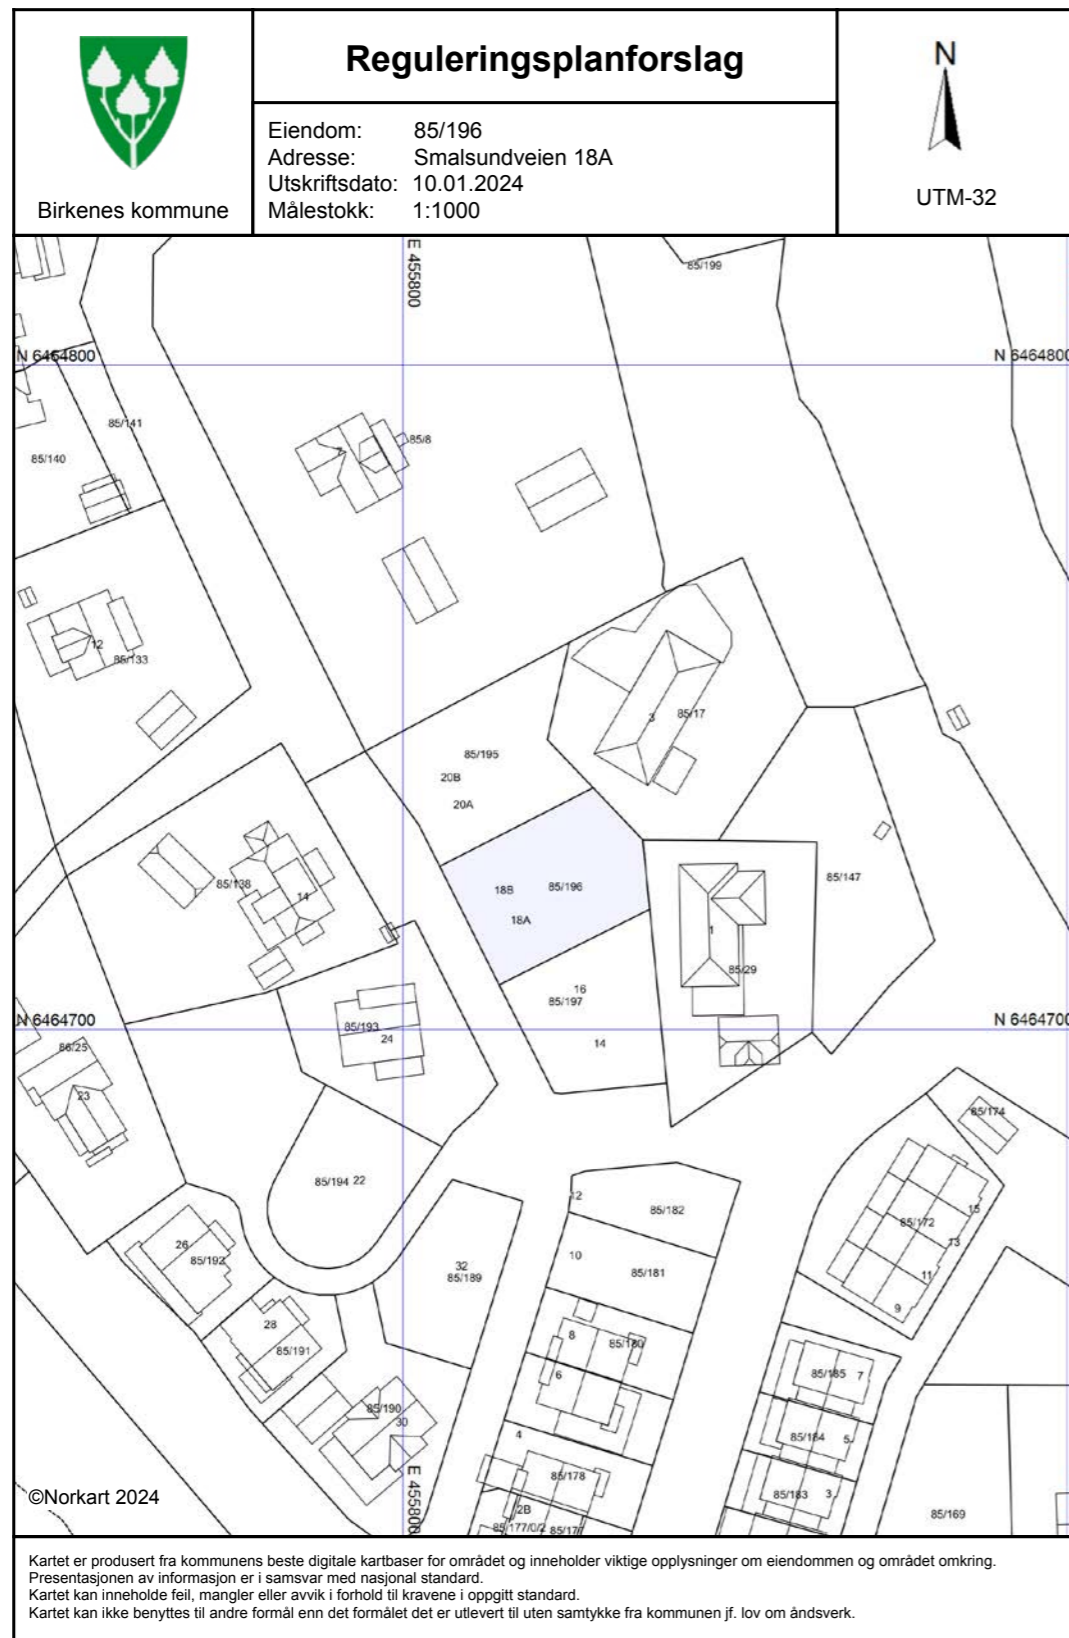 Birkenes kommune
Reguleringsplanforslag
Eiendom: 85/196
Adresse: Smalsundveien 18A
Utskriftsdato: 10.01.2024
Målestokk: 1:1000
N
UTM-32
E 455800
85/199
N 6464800
N 6464800
85/141
85/8
7
85/140
12
85/133
3
85/17
85/195
20B
20A
85/138
14
18B
85/196
18A
85/147
1
85/29
16
85/197
N 6464700
N 6464700
85/193
24
14
86/25
23
85/174
85/194 22
12
85/182
15
85/172
13
26
85/192
10
85/181
32
85/189
11
9
28
85/191
8
85/180
6
85/185 7
85/190
30
4
85/184
5
85/178
85/183
3
E 455800
2B
85/177/0/2
85/177
85/169
©Norkart 2024
Kartet er produsert fra kommunens beste digitale kartbaser for området og inneholder viktige opplysninger om eiendommen og området omkring.
Presentasjonen av informasjon er i samsvar med nasjonal standard.
Kartet kan inneholde feil, mangler eller avvik i forhold til kravene i oppgitt standard.
Kartet kan ikke benyttes til andre formål enn det formålet det er utlevert til uten samtykke fra kommunen jf. lov om åndsverk.